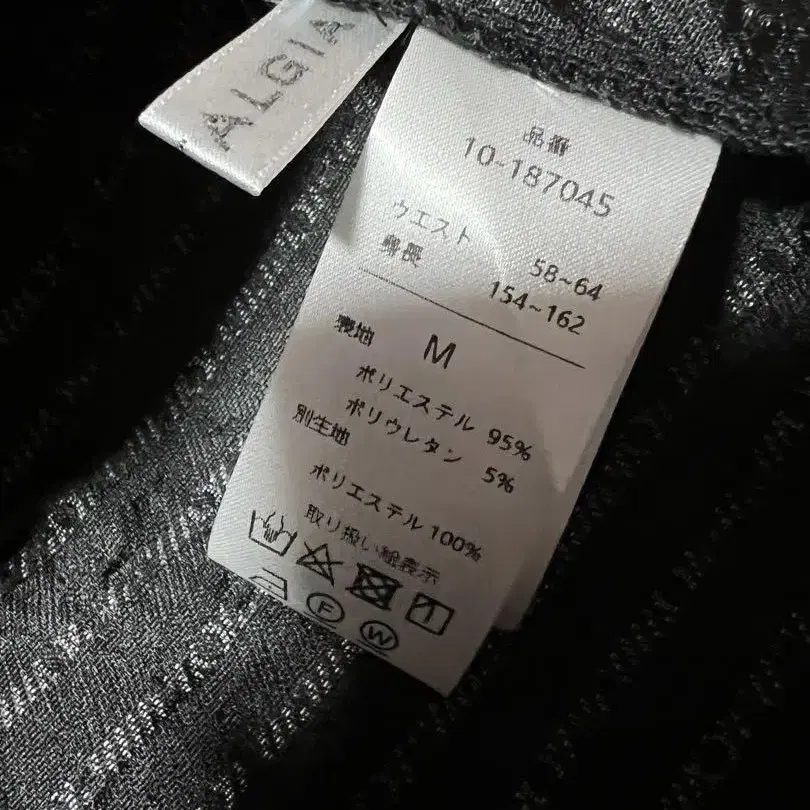 ALGIA
品番
10-187045
ウエスト 58~64
身長 154~162
M
表地
ポリエステル 95%
ポリウレタン 5%
別生地
ポリエステル 100%
取り扱い絵表示
F
W